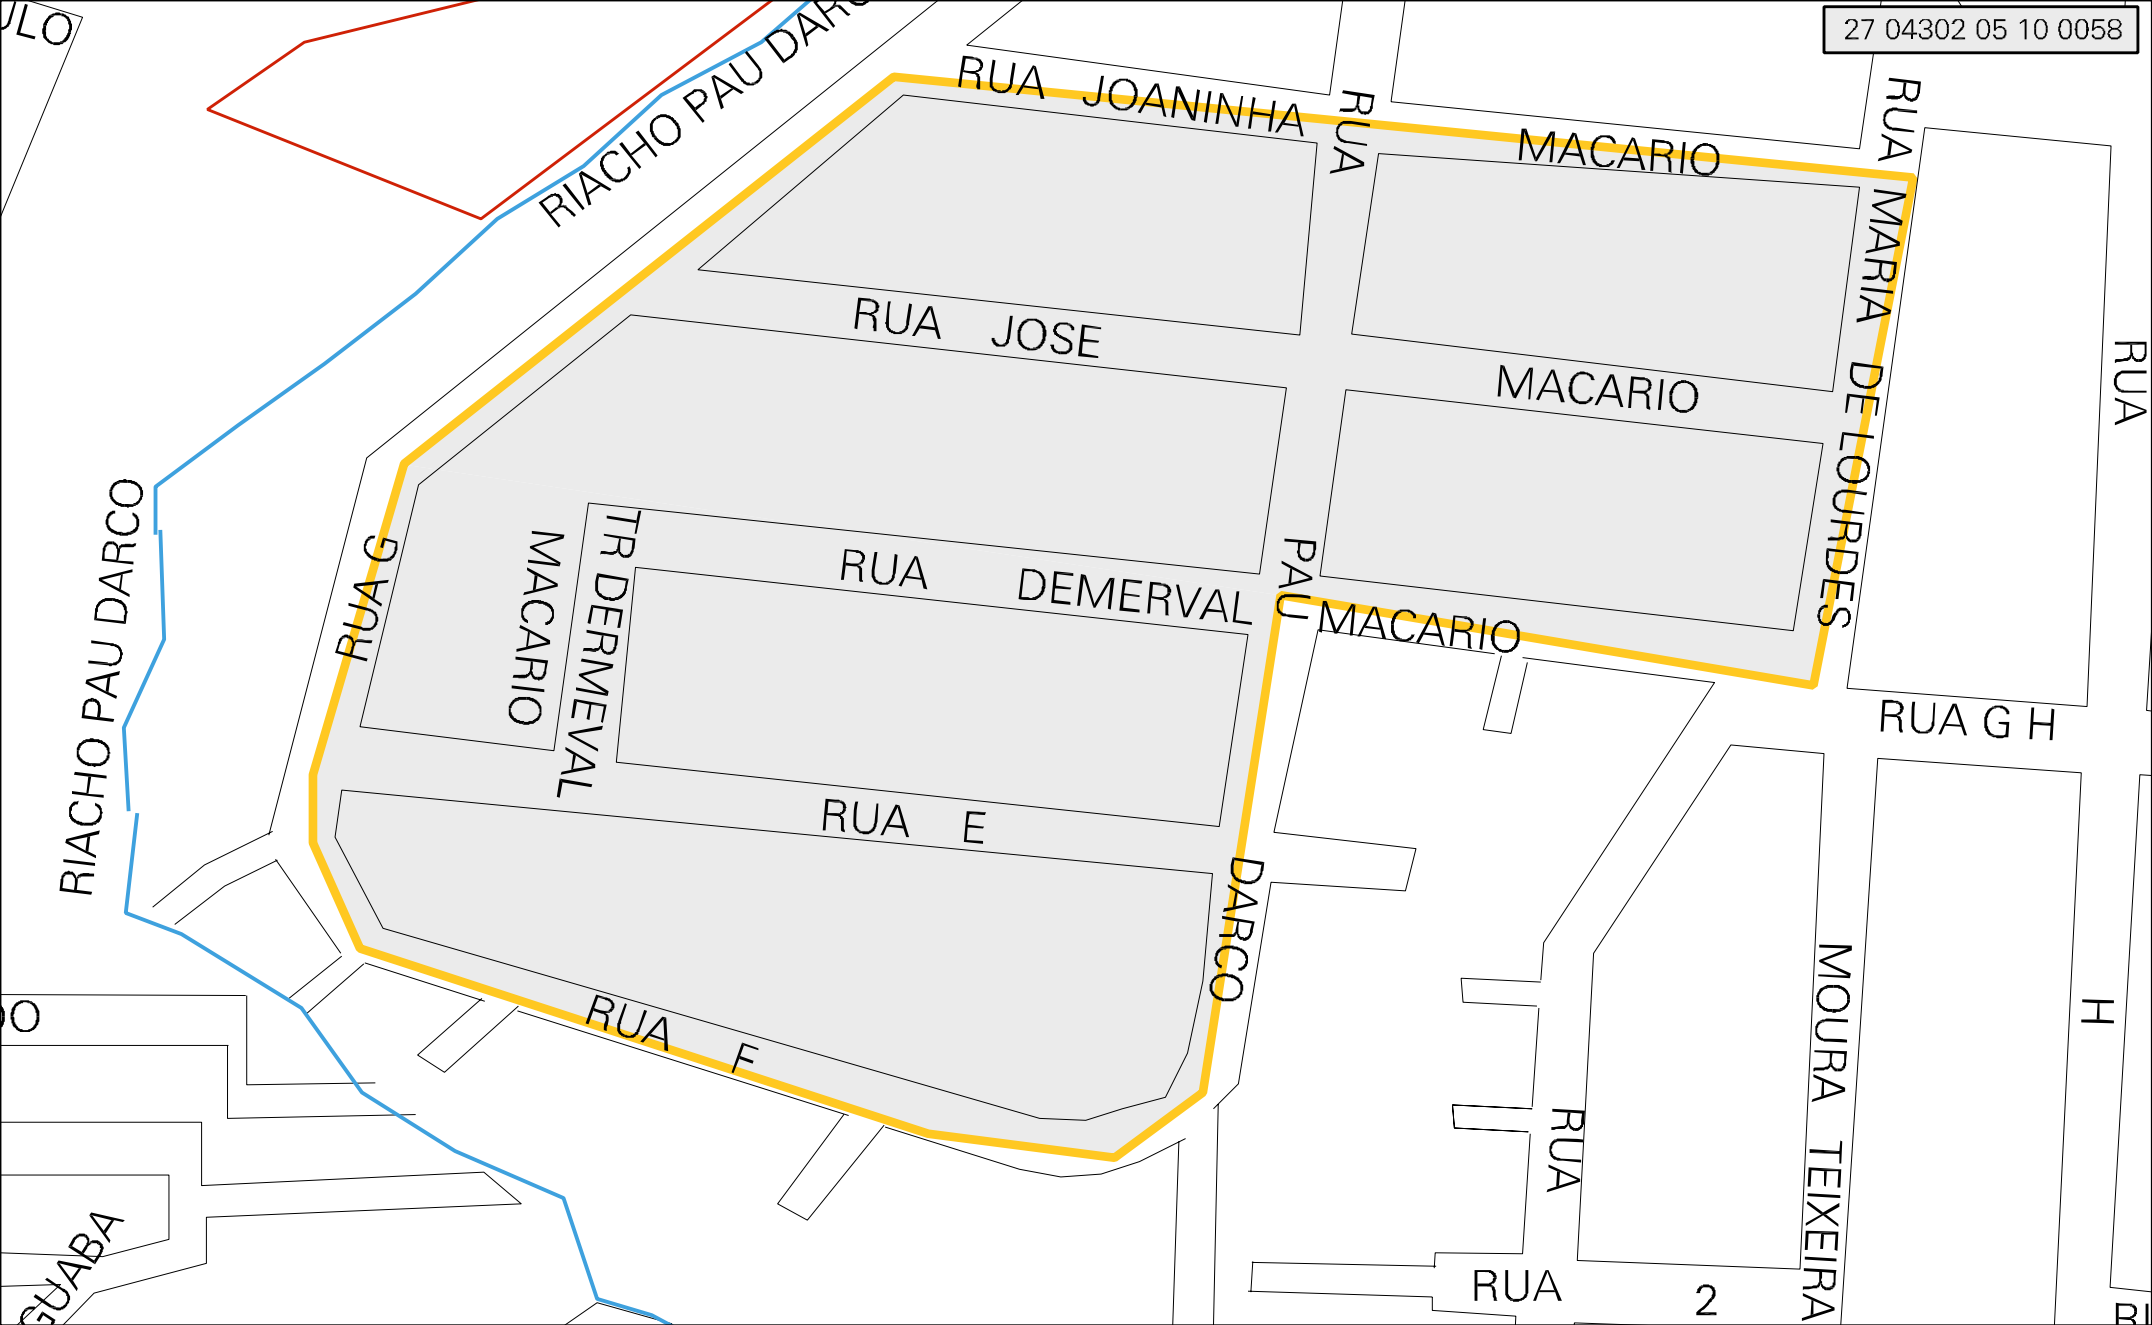 27 04302 05 10 0058
RIACHO PAU DARCO
RUA JOANINHA MACARIO
RUA PAU DARCO
RUA MARIA DE LOURDES
RUA JOSE MACARIO
RUA
RIACHO PAU DARCO
RUA G
TR DERMEVAL
MACARIO
RUA DEMERVAL MACARIO
RUA G H
RUA E
RUA F
MOURA TEIXEIRA
H
RUA
RUA 2